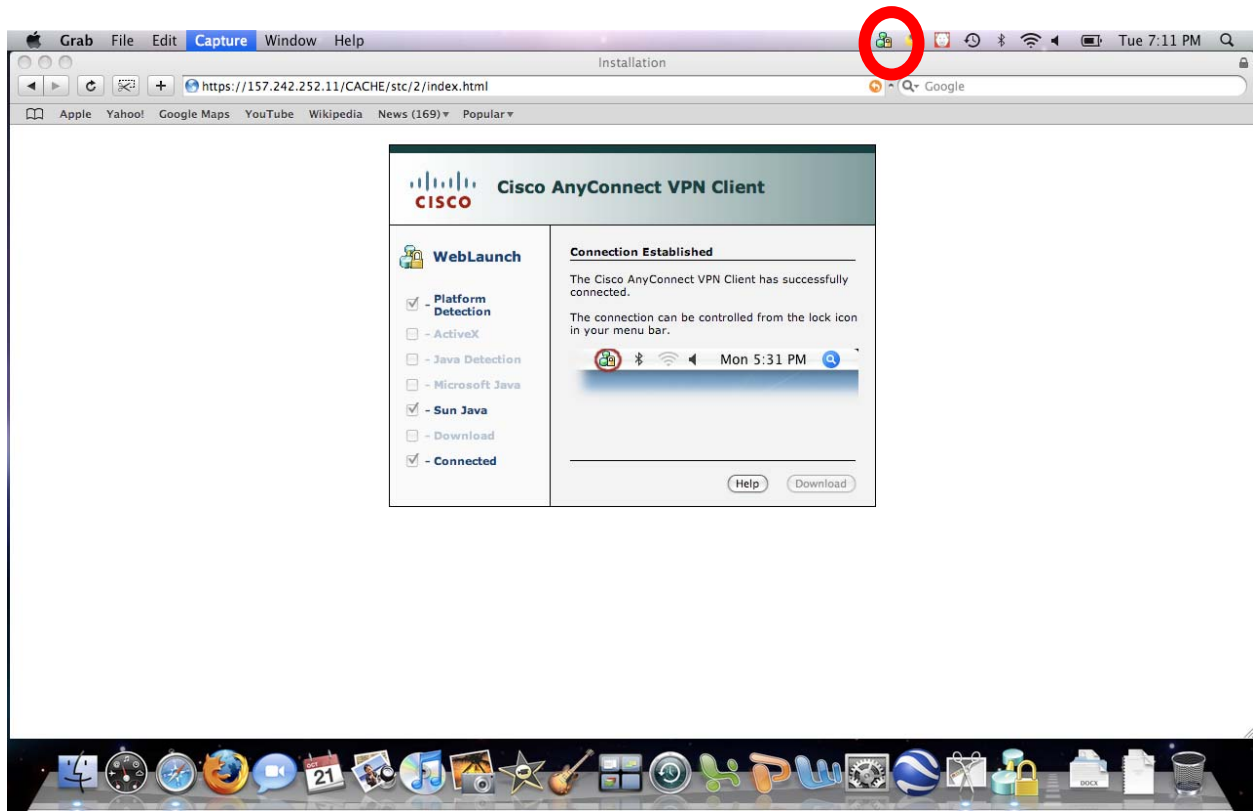 Grab File Edit Capture Window Help Tue 7:11 PM
Installation
https://157.242.252.11/CACHE/stc/2/index.html Google
Apple Yahoo! Google Maps YouTube Wikipedia News (169) Popular
CISCO
Cisco AnyConnect VPN Client
WebLaunch
- Platform
Detection
- ActiveX
- Java Detection
- Microsoft Java
- Sun Java
- Download
- Connected
Connection Established
The Cisco AnyConnect VPN Client has successfully
connected.
The connection can be controlled from the lock icon
in your menu bar.
Mon 5:31 PM
Help Download
OCT
21
DOCX